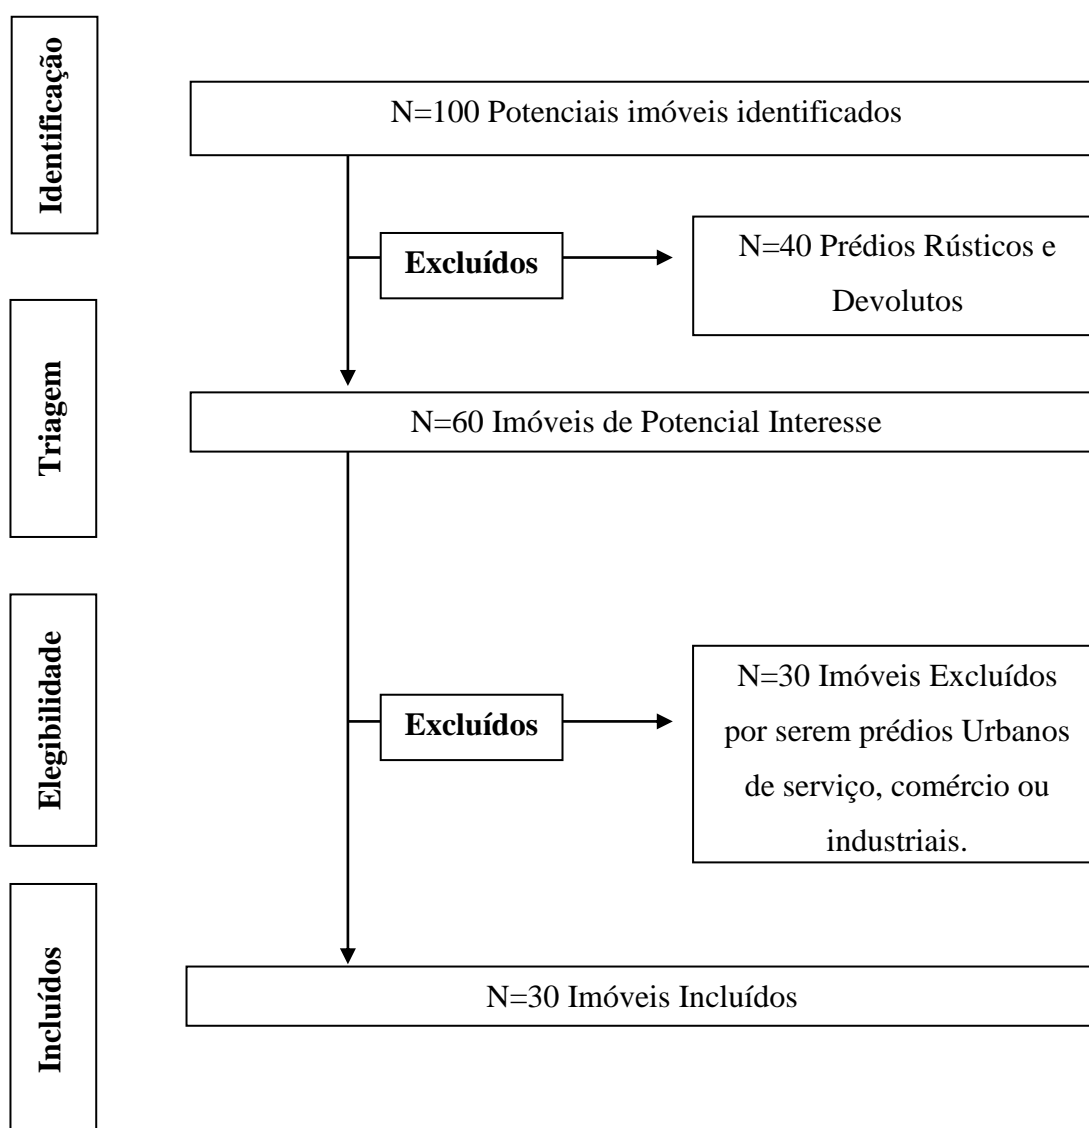 Identificação
N=100 Potenciais imóveis identificados
Excluídos
N=40 Prédios Rústicos e
Devolutos
Triagem
N=60 Imóveis de Potencial Interesse
Elegibilidade
Excluídos
N=30 Imóveis Excluídos
por serem prédios Urbanos
de serviço, comércio ou
industriais.
Incluídos
N=30 Imóveis Incluídos